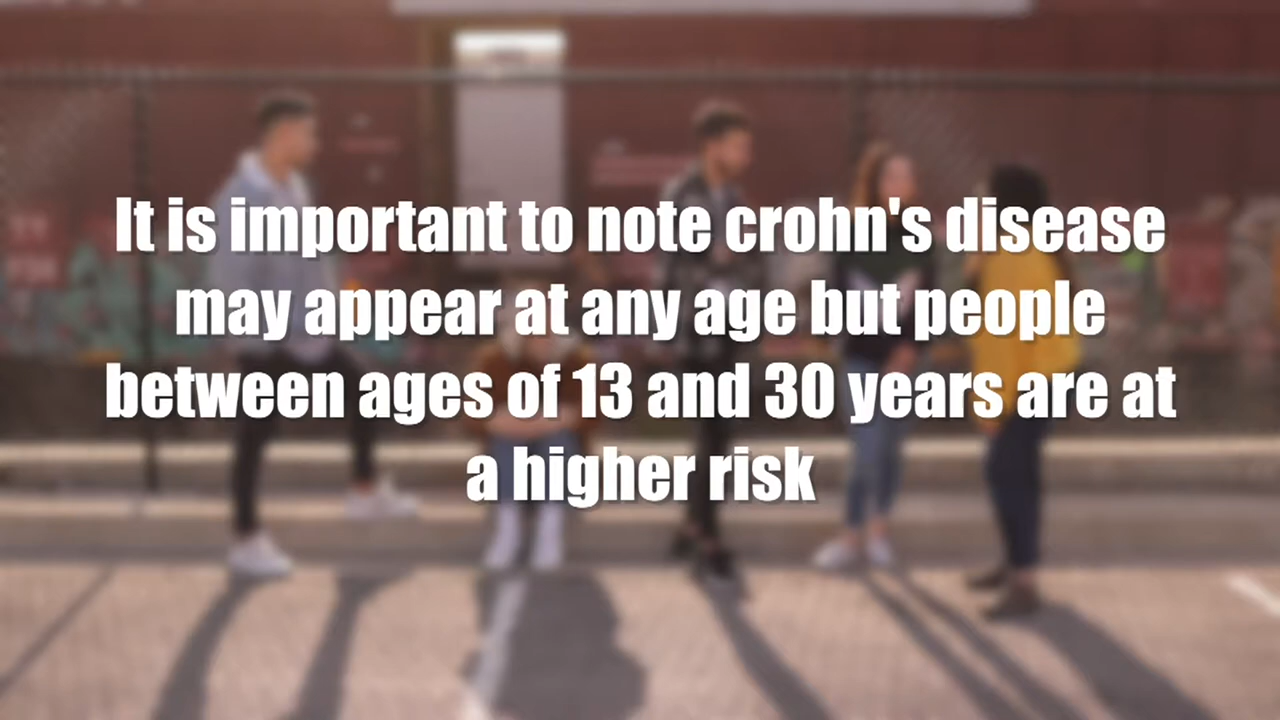 It is important to note crohn's disease
may appear at any age but people
between ages of 13 and 30 years are at
a higher risk